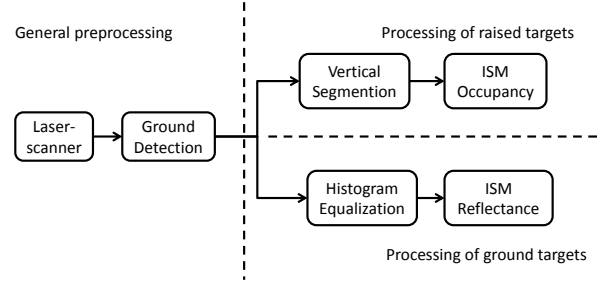 General preprocessing
Processing of raised targets
Laser-
scanner
Ground
Detection
Vertical
Segmention
ISM
Occupancy
Histogram
Equalization
ISM
Reflectance
Processing of ground targets